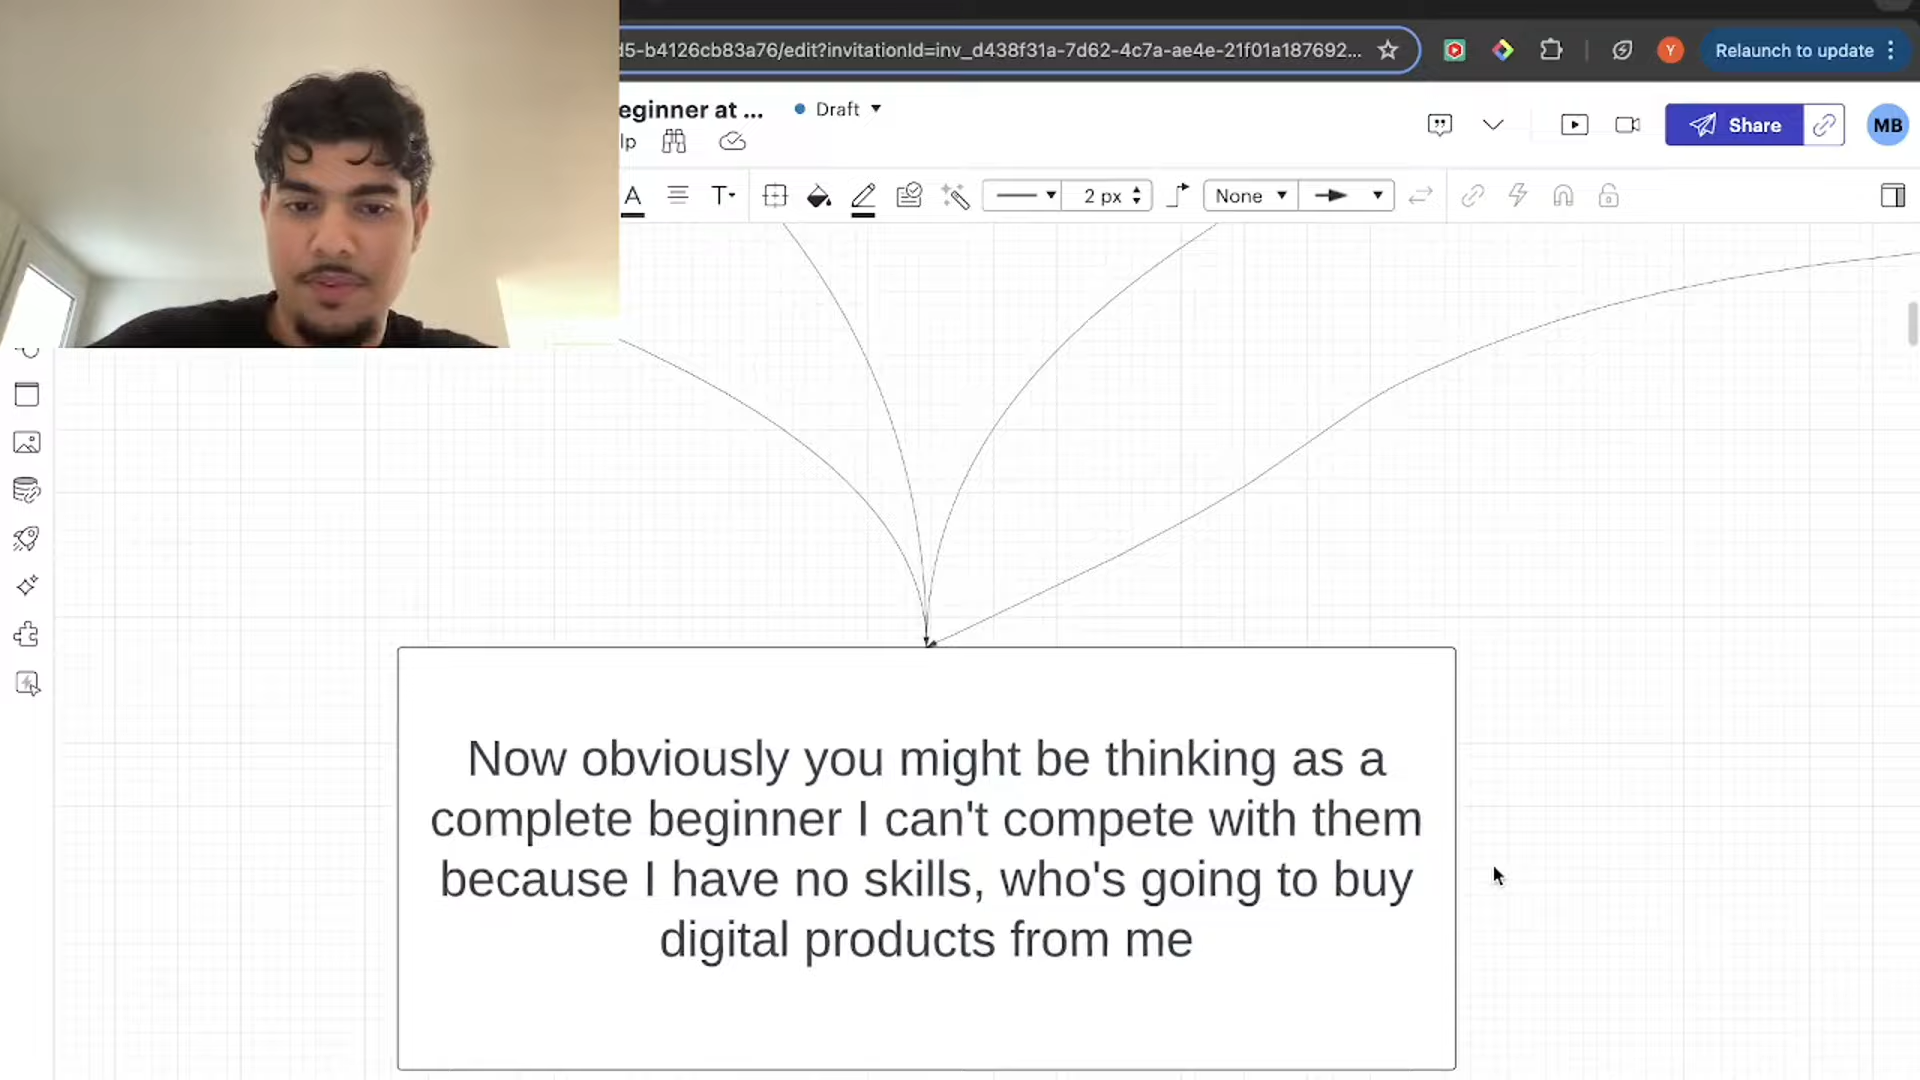 d5-b4126cb83a76/edit?invitationId=inv_d438f31a-7d62-4c7a-ae4e-21f01a187692...
Y
Relaunch to update
eginner at ...
Draft
lp
Share
MB
A
T
2 px
None
Now obviously you might be thinking as a
complete beginner I can't compete with them
because I have no skills, who's going to buy
digital products from me